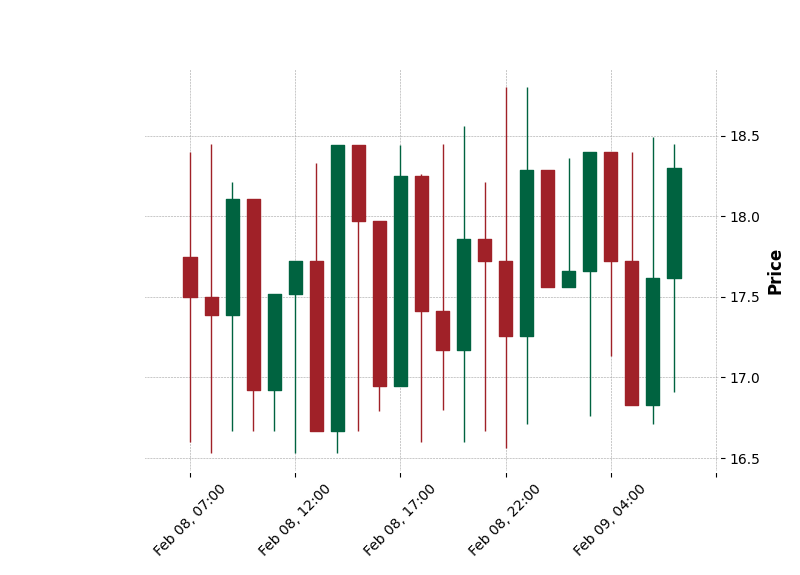 18.5
18.0
17.5
17.0
16.5
Price
Feb 08, 07:00
Feb 08, 12:00
Feb 08, 17:00
Feb 08, 22:00
Feb 09, 04:00